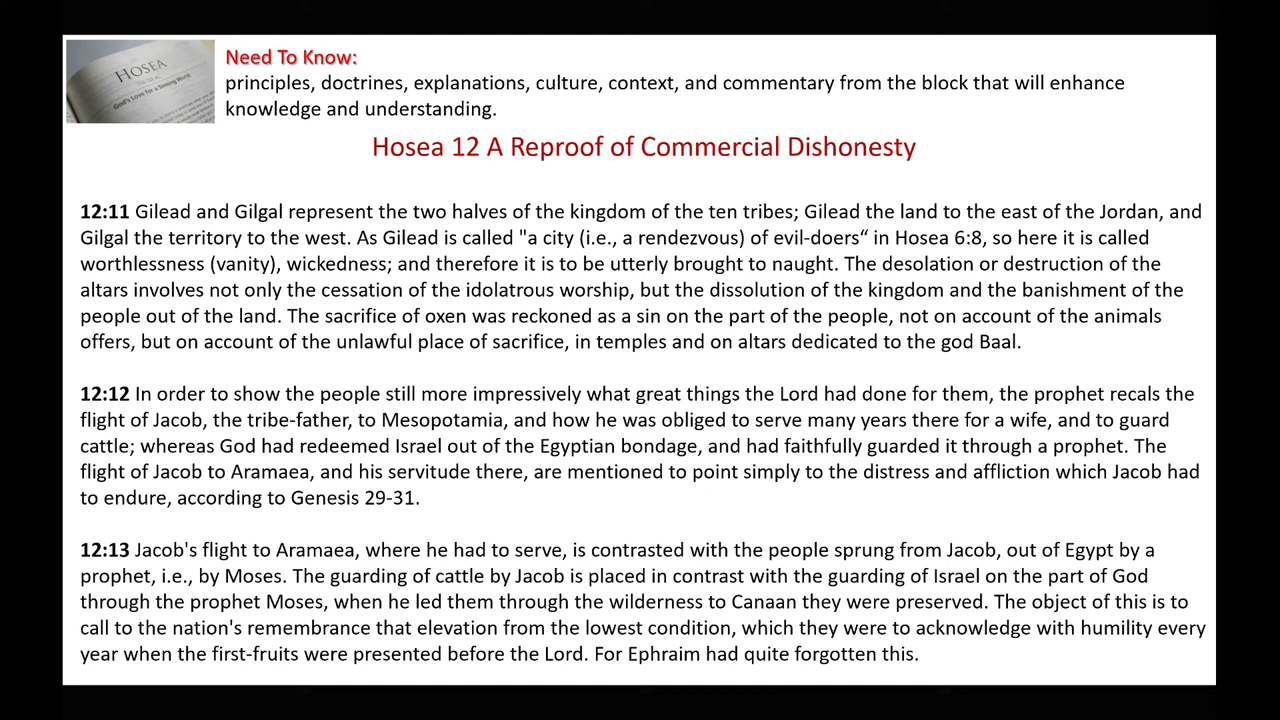 HOSEA
God's Love for a Straying Word
Need To Know:
principles, doctrines, explanations, culture, context, and commentary from the block that will enhance
knowledge and understanding.
Hosea 12 A Reproof of Commercial Dishonesty
12:11 Gilead and Gilgal represent the two halves of the kingdom of the ten tribes; Gilead the land to the east of the Jordan, and
Gilgal the territory to the west. As Gilead is called "a city (i.e., a rendezvous) of evil-doers“ in Hosea 6:8, so here it is called
worthlessness (vanity), wickedness; and therefore it is to be utterly brought to naught. The desolation or destruction of the
altars involves not only the cessation of the idolatrous worship, but the dissolution of the kingdom and the banishment of the
people out of the land. The sacrifice of oxen was reckoned as a sin on the part of the people, not on account of the animals
offers, but on account of the unlawful place of sacrifice, in temples and on altars dedicated to the god Baal.
12:12 In order to show the people still more impressively what great things the Lord had done for them, the prophet recals the
flight of Jacob, the tribe-father, to Mesopotamia, and how he was obliged to serve many years there for a wife, and to guard
cattle; whereas God had redeemed Israel out of the Egyptian bondage, and had faithfully guarded it through a prophet. The
flight of Jacob to Aramaea, and his servitude there, are mentioned to point simply to the distress and affliction which Jacob had
to endure, according to Genesis 29-31.
12:13 Jacob's flight to Aramaea, where he had to serve, is contrasted with the people sprung from Jacob, out of Egypt by a
prophet, i.e., by Moses. The guarding of cattle by Jacob is placed in contrast with the guarding of Israel on the part of God
through the prophet Moses, when he led them through the wilderness to Canaan they were preserved. The object of this is to
call to the nation's remembrance that elevation from the lowest condition, which they were to acknowledge with humility every
year when the first-fruits were presented before the Lord. For Ephraim had quite forgotten this.